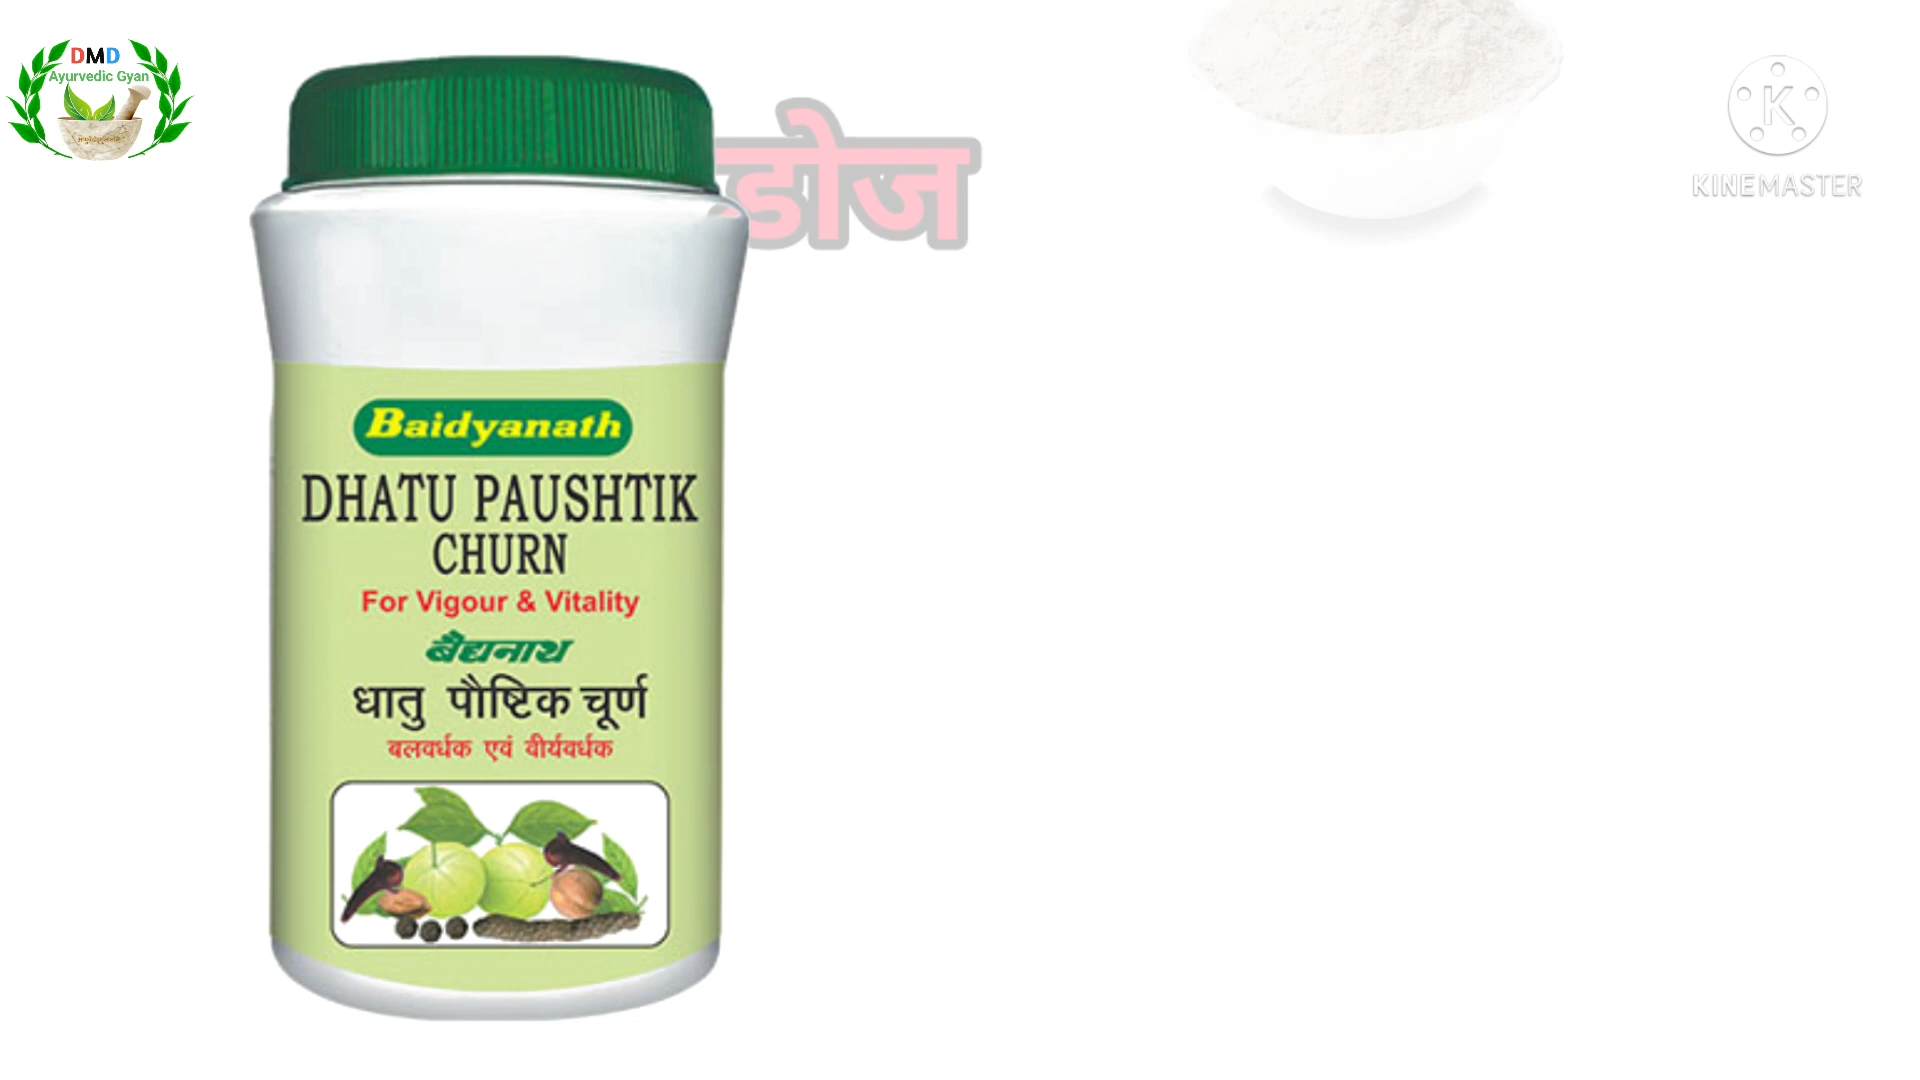 DMD
Ayurvedic Gyan
डोज
K
KINEMASTER
Baidyanath
DHATU PAUSHTIK
CHURN
For Vigour & Vitality
बैद्यनाथ
धातु पौष्टिक चूर्ण
बलवर्धक एवं वीर्यवर्धक